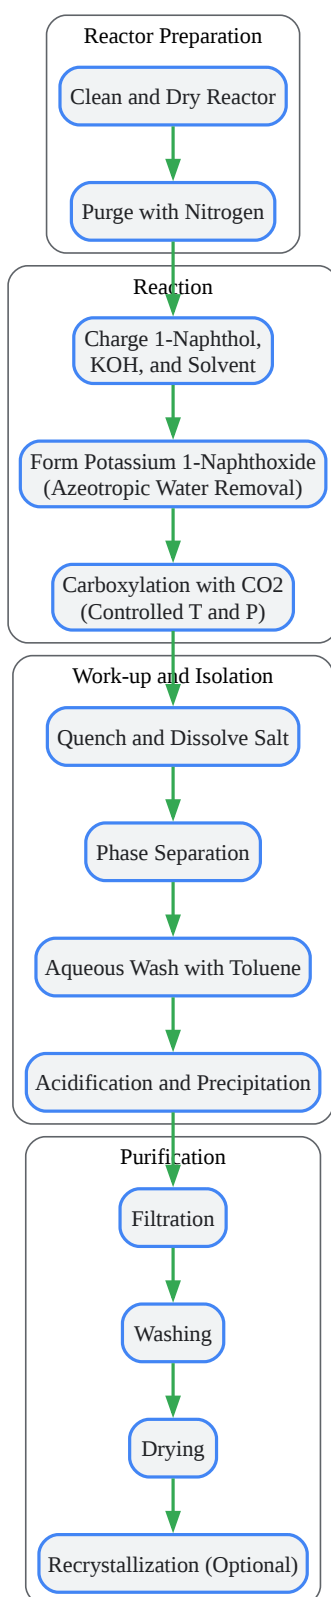 Reactor Preparation
Clean and Dry Reactor
Purge with Nitrogen
Reaction
Charge 1-Naphthol,
KOH, and Solvent
Form Potassium 1-Naphthoxide
(Azeotropic Water Removal)
Carboxylation with CO2
(Controlled T and P)
Work-up and Isolation
Quench and Dissolve Salt
Phase Separation
Aqueous Wash with Toluene
Acidification and Precipitation
Purification
Filtration
Washing
Drying
Recrystallization (Optional)